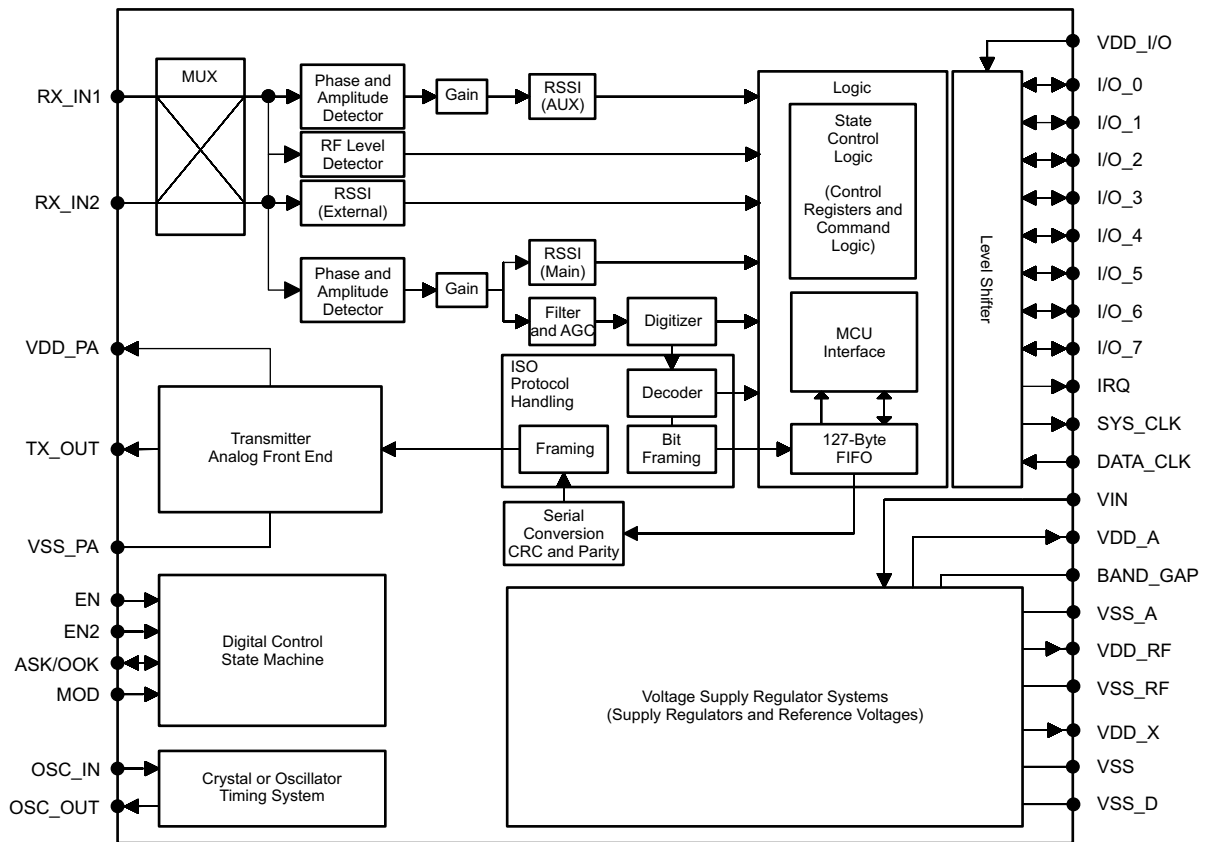 RX_IN1
RX_IN2
VDD_PA
TX_OUT
VSS_PA
EN
EN2
ASK/OOK
MOD
OSC_IN
OSC_OUT
MUX
Phase and
Amplitude
Detector
Gain
RSSI
(AUX)
RF Level
Detector
RSSI
(External)
Phase and
Amplitude
Detector
Gain
RSSI
(Main)
Filter
and AGC
Digitizer
ISO
Protocol
Handling
Decoder
Bit
Framing
Framing
Serial
Conversion
CRC and Parity
Transmitter
Analog Front End
Digital Control
State Machine
Crystal or Oscillator
Timing System
Logic
State
Control
Logic
(Control
Registers and
Command
Logic)
MCU
Interface
127-Byte
FIFO
Level Shifter
Voltage Supply Regulator Systems
(Supply Regulators and Reference Voltages)
VDD_I/O
I/O_0
I/O_1
I/O_2
I/O_3
I/O_4
I/O_5
I/O_6
I/O_7
IRQ
SYS_CLK
DATA_CLK
VIN
VDD_A
BAND_GAP
VSS_A
VDD_RF
VSS_RF
VDD_X
VSS
VSS_D